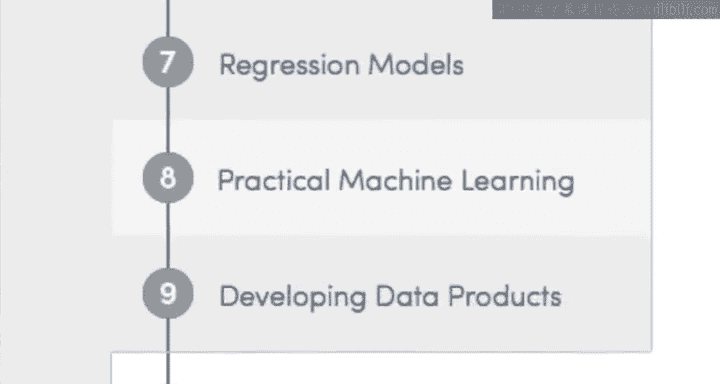 7 Regression Models
8 Practical Machine Learning
9 Developing Data Products